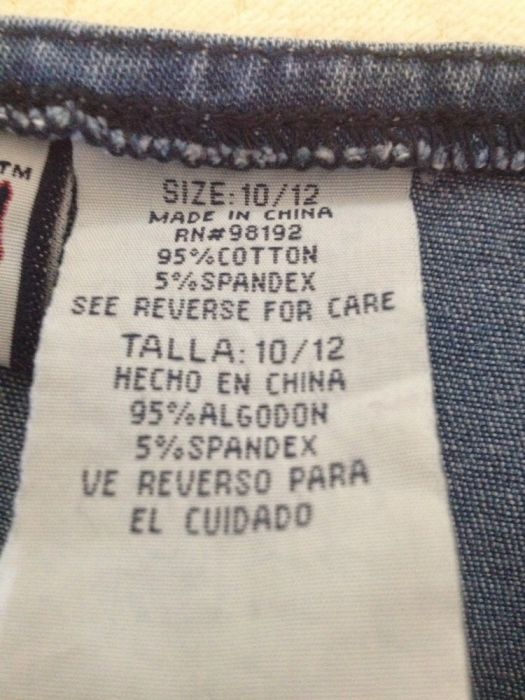 TM
SIZE: 10/12
MADE IN CHINA
RN#98192
95%COTTON
5%SPANDEX
SEE REVERSE FOR CARE
TALLA: 10/12
HECHO EN CHINA
95%ALGODON
5%SPANDEX
VE REVERSO PARA
EL CUIDADO